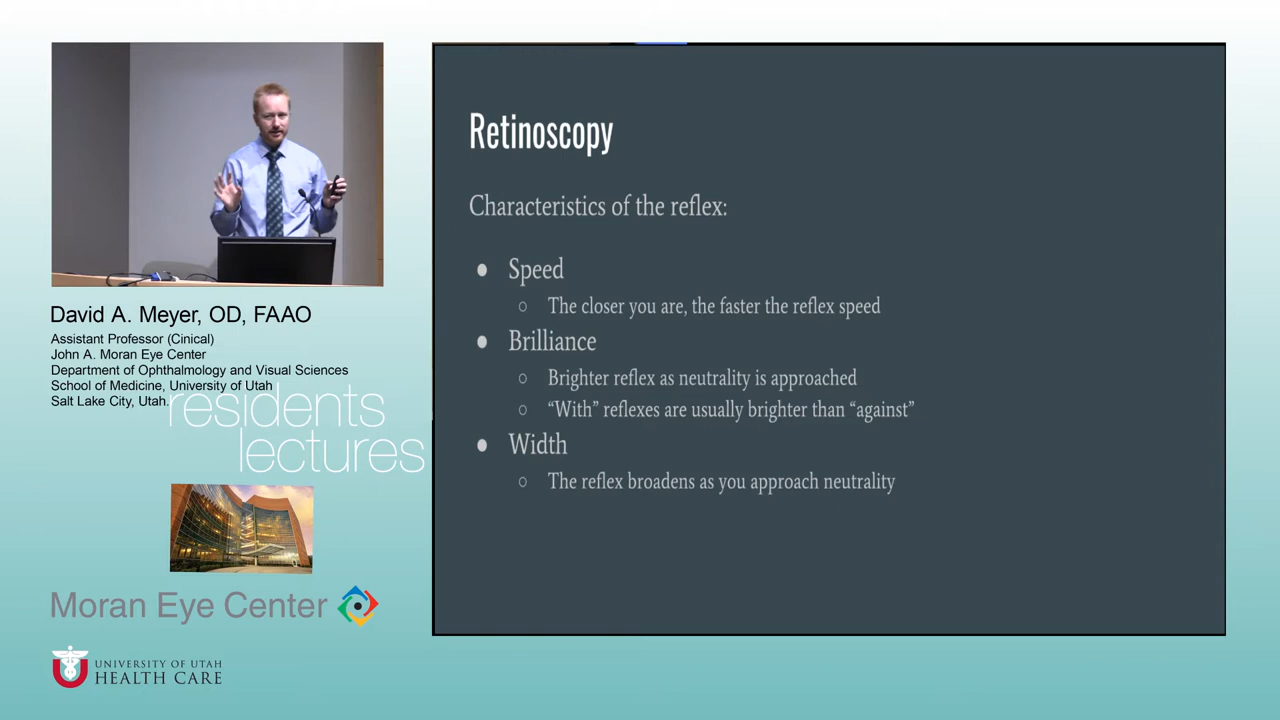 David A. Meyer, OD, FAAO
Assistant Professor (Cinical)
John A. Moran Eye Center
Department of Ophthalmology and Visual Sciences
School of Medicine, University of Utah
Salt Lake City, Utah.
residents
lectures
Moran Eye Center
UNIVERSITY OF UTAH
HEALTH CARE
Retinoscopy
Characteristics of the reflex:
● Speed
○ The closer you are, the faster the reflex speed
● Brilliance
○ Brighter reflex as neutrality is approached
○ “With” reflexes are usually brighter than “against”
● Width
○ The reflex broadens as you approach neutrality